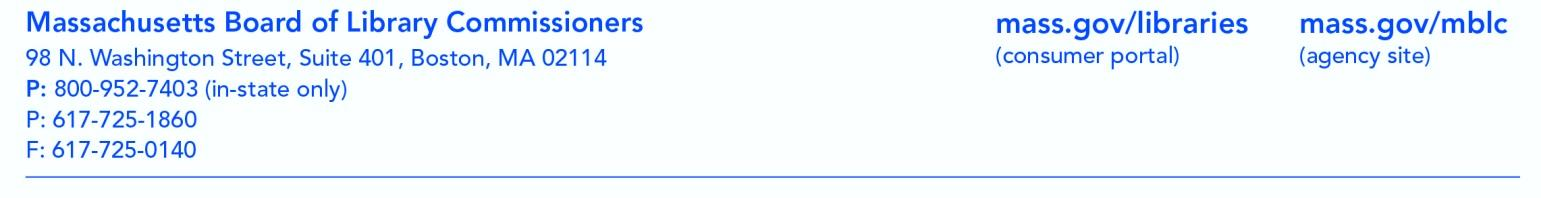 Massachusetts Board of Library Commissioners
98 N. Washington Street, Suite 401, Boston, MA 02114
P: 800-952-7403 (in-state only)
P: 617-725-1860
F: 617-725-0140
mass.gov/libraries
(consumer portal)
mass.gov/mblc
(agency site)